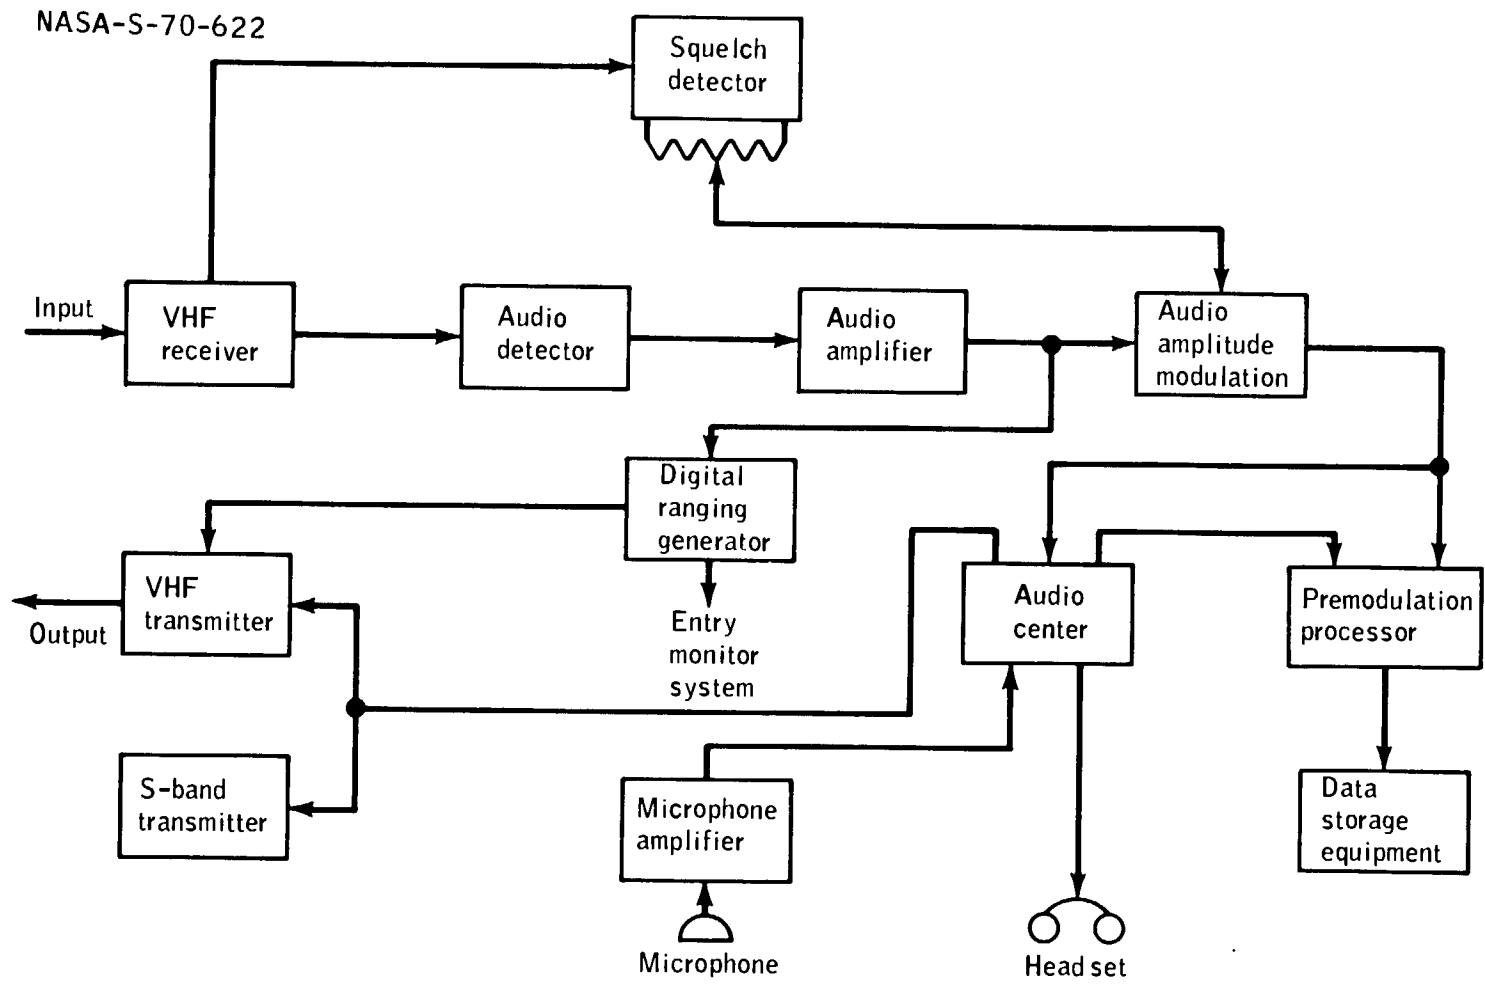 NASA-S-70-622
Squelch
detector
Input
VHF
receiver
Audio
detector
Audio
amplifier
Audio
amplitude
modulation
Digital
ranging
generator
VHF
transmitter
Output
Entry
monitor
system
Audio
center
Premodulation
processor
S-band
transmitter
Microphone
amplifier
Data
storage
equipment
Microphone
Head set